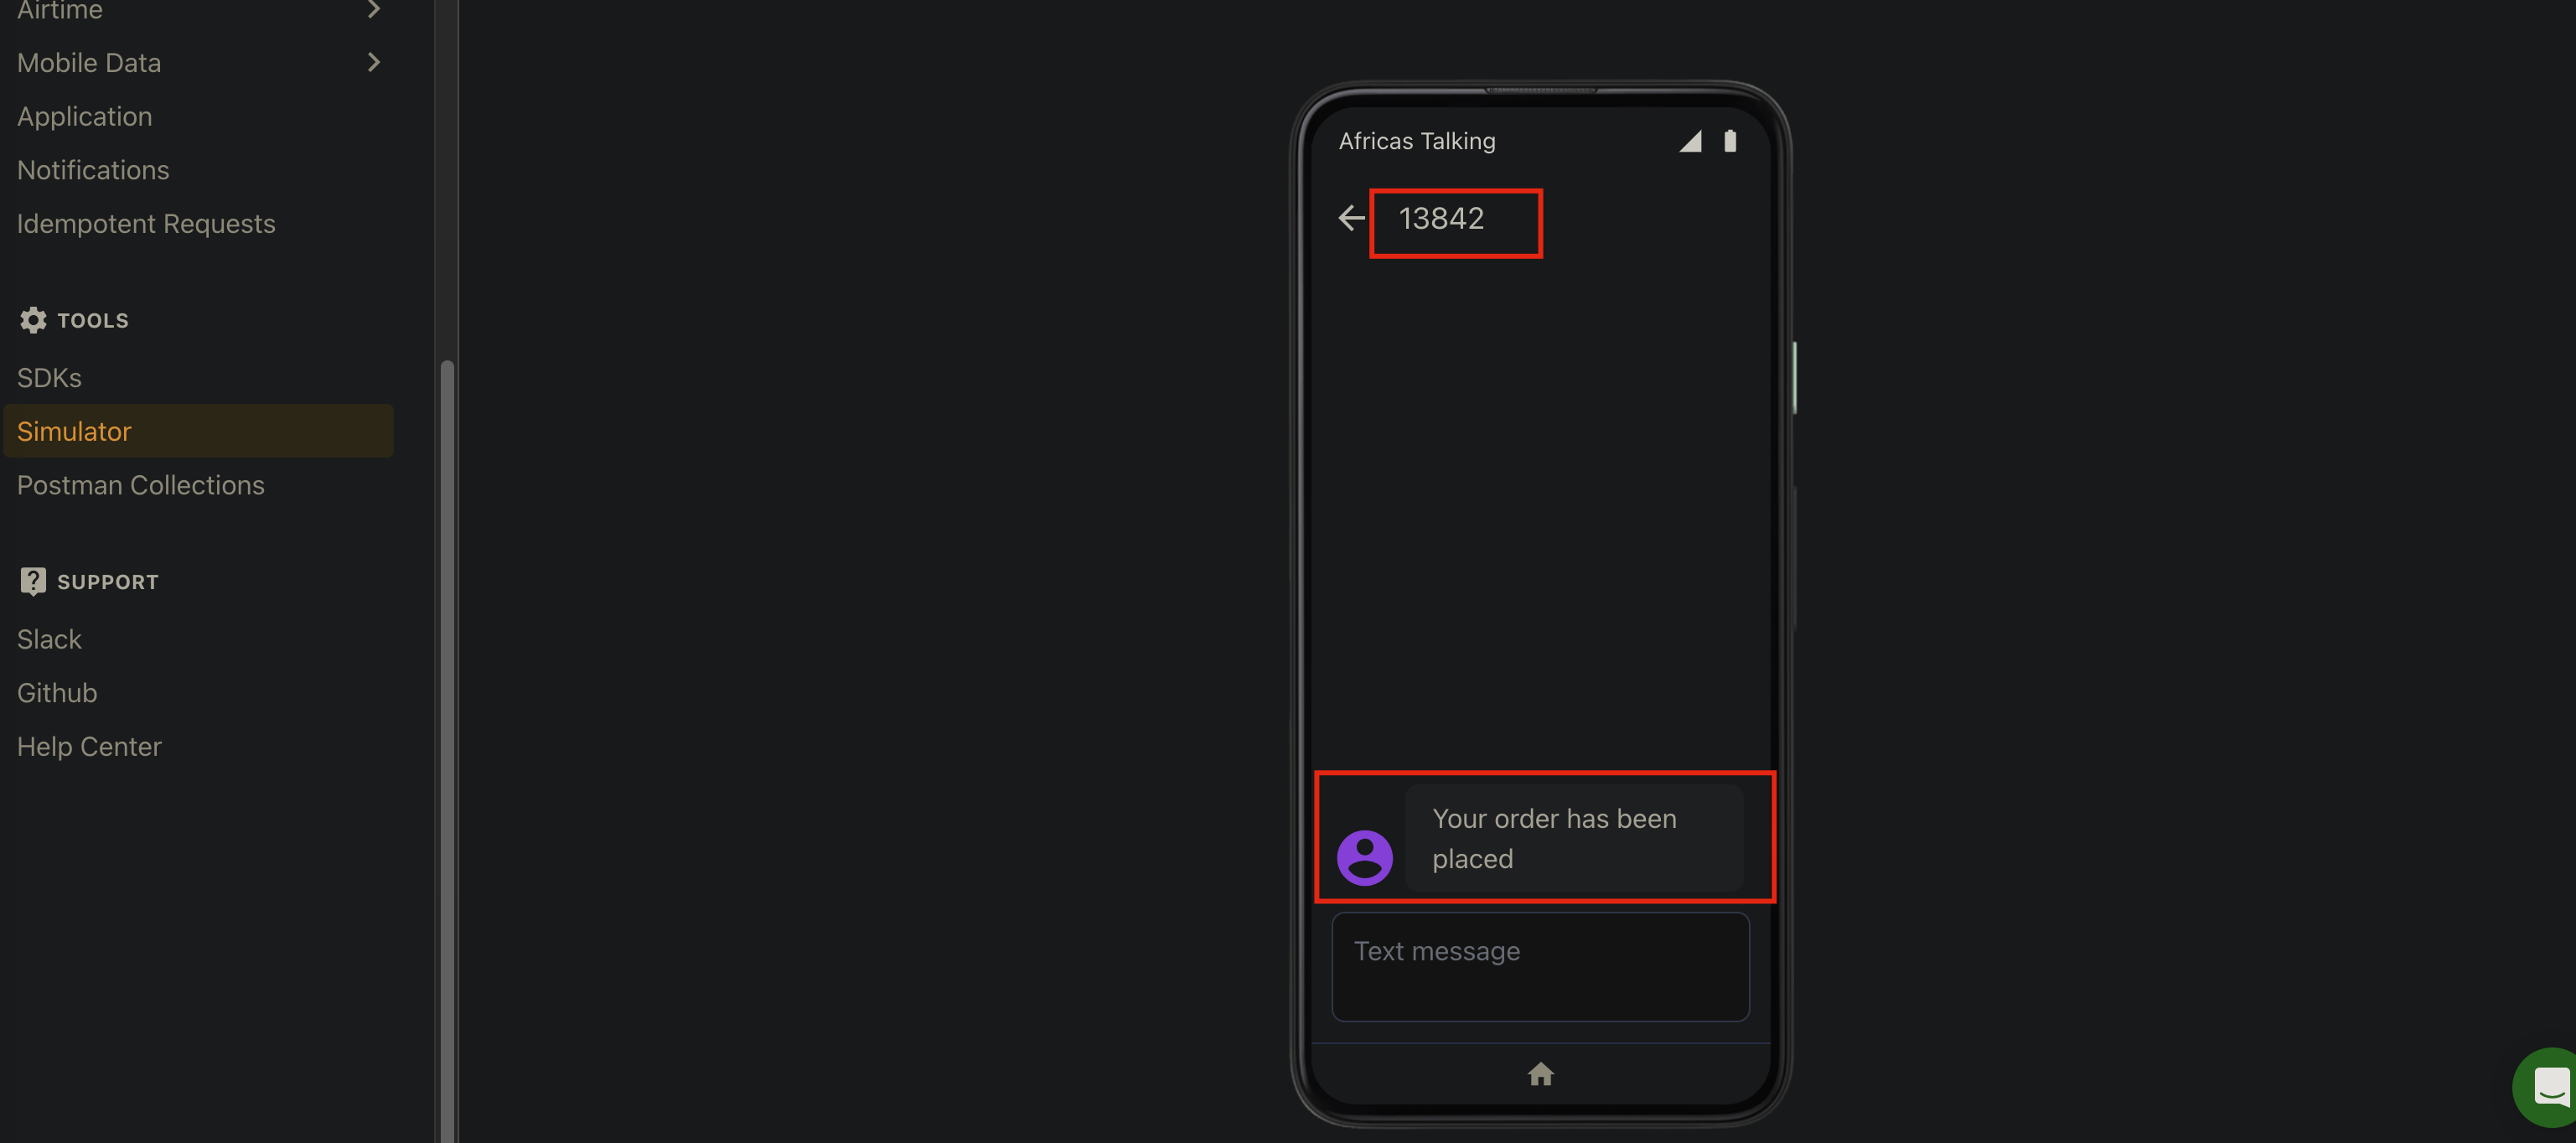 Airtime
Mobile Data
Application
Notifications
Idempotent Requests
TOOLS
SDKs
Simulator
Postman Collections
SUPPORT
Slack
Github
Help Center
Africas Talking
13842
Your order has been
placed
Text message